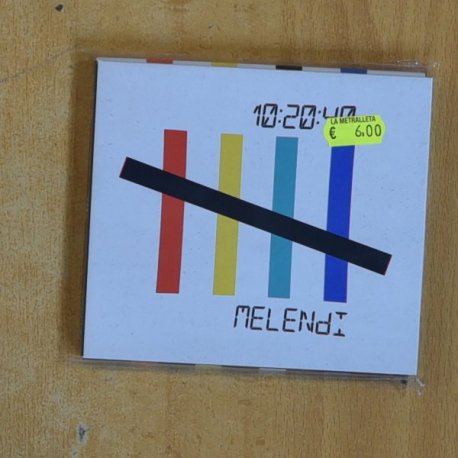 10:20:40
LA METRALLETA
€ 6.00
MELENDI